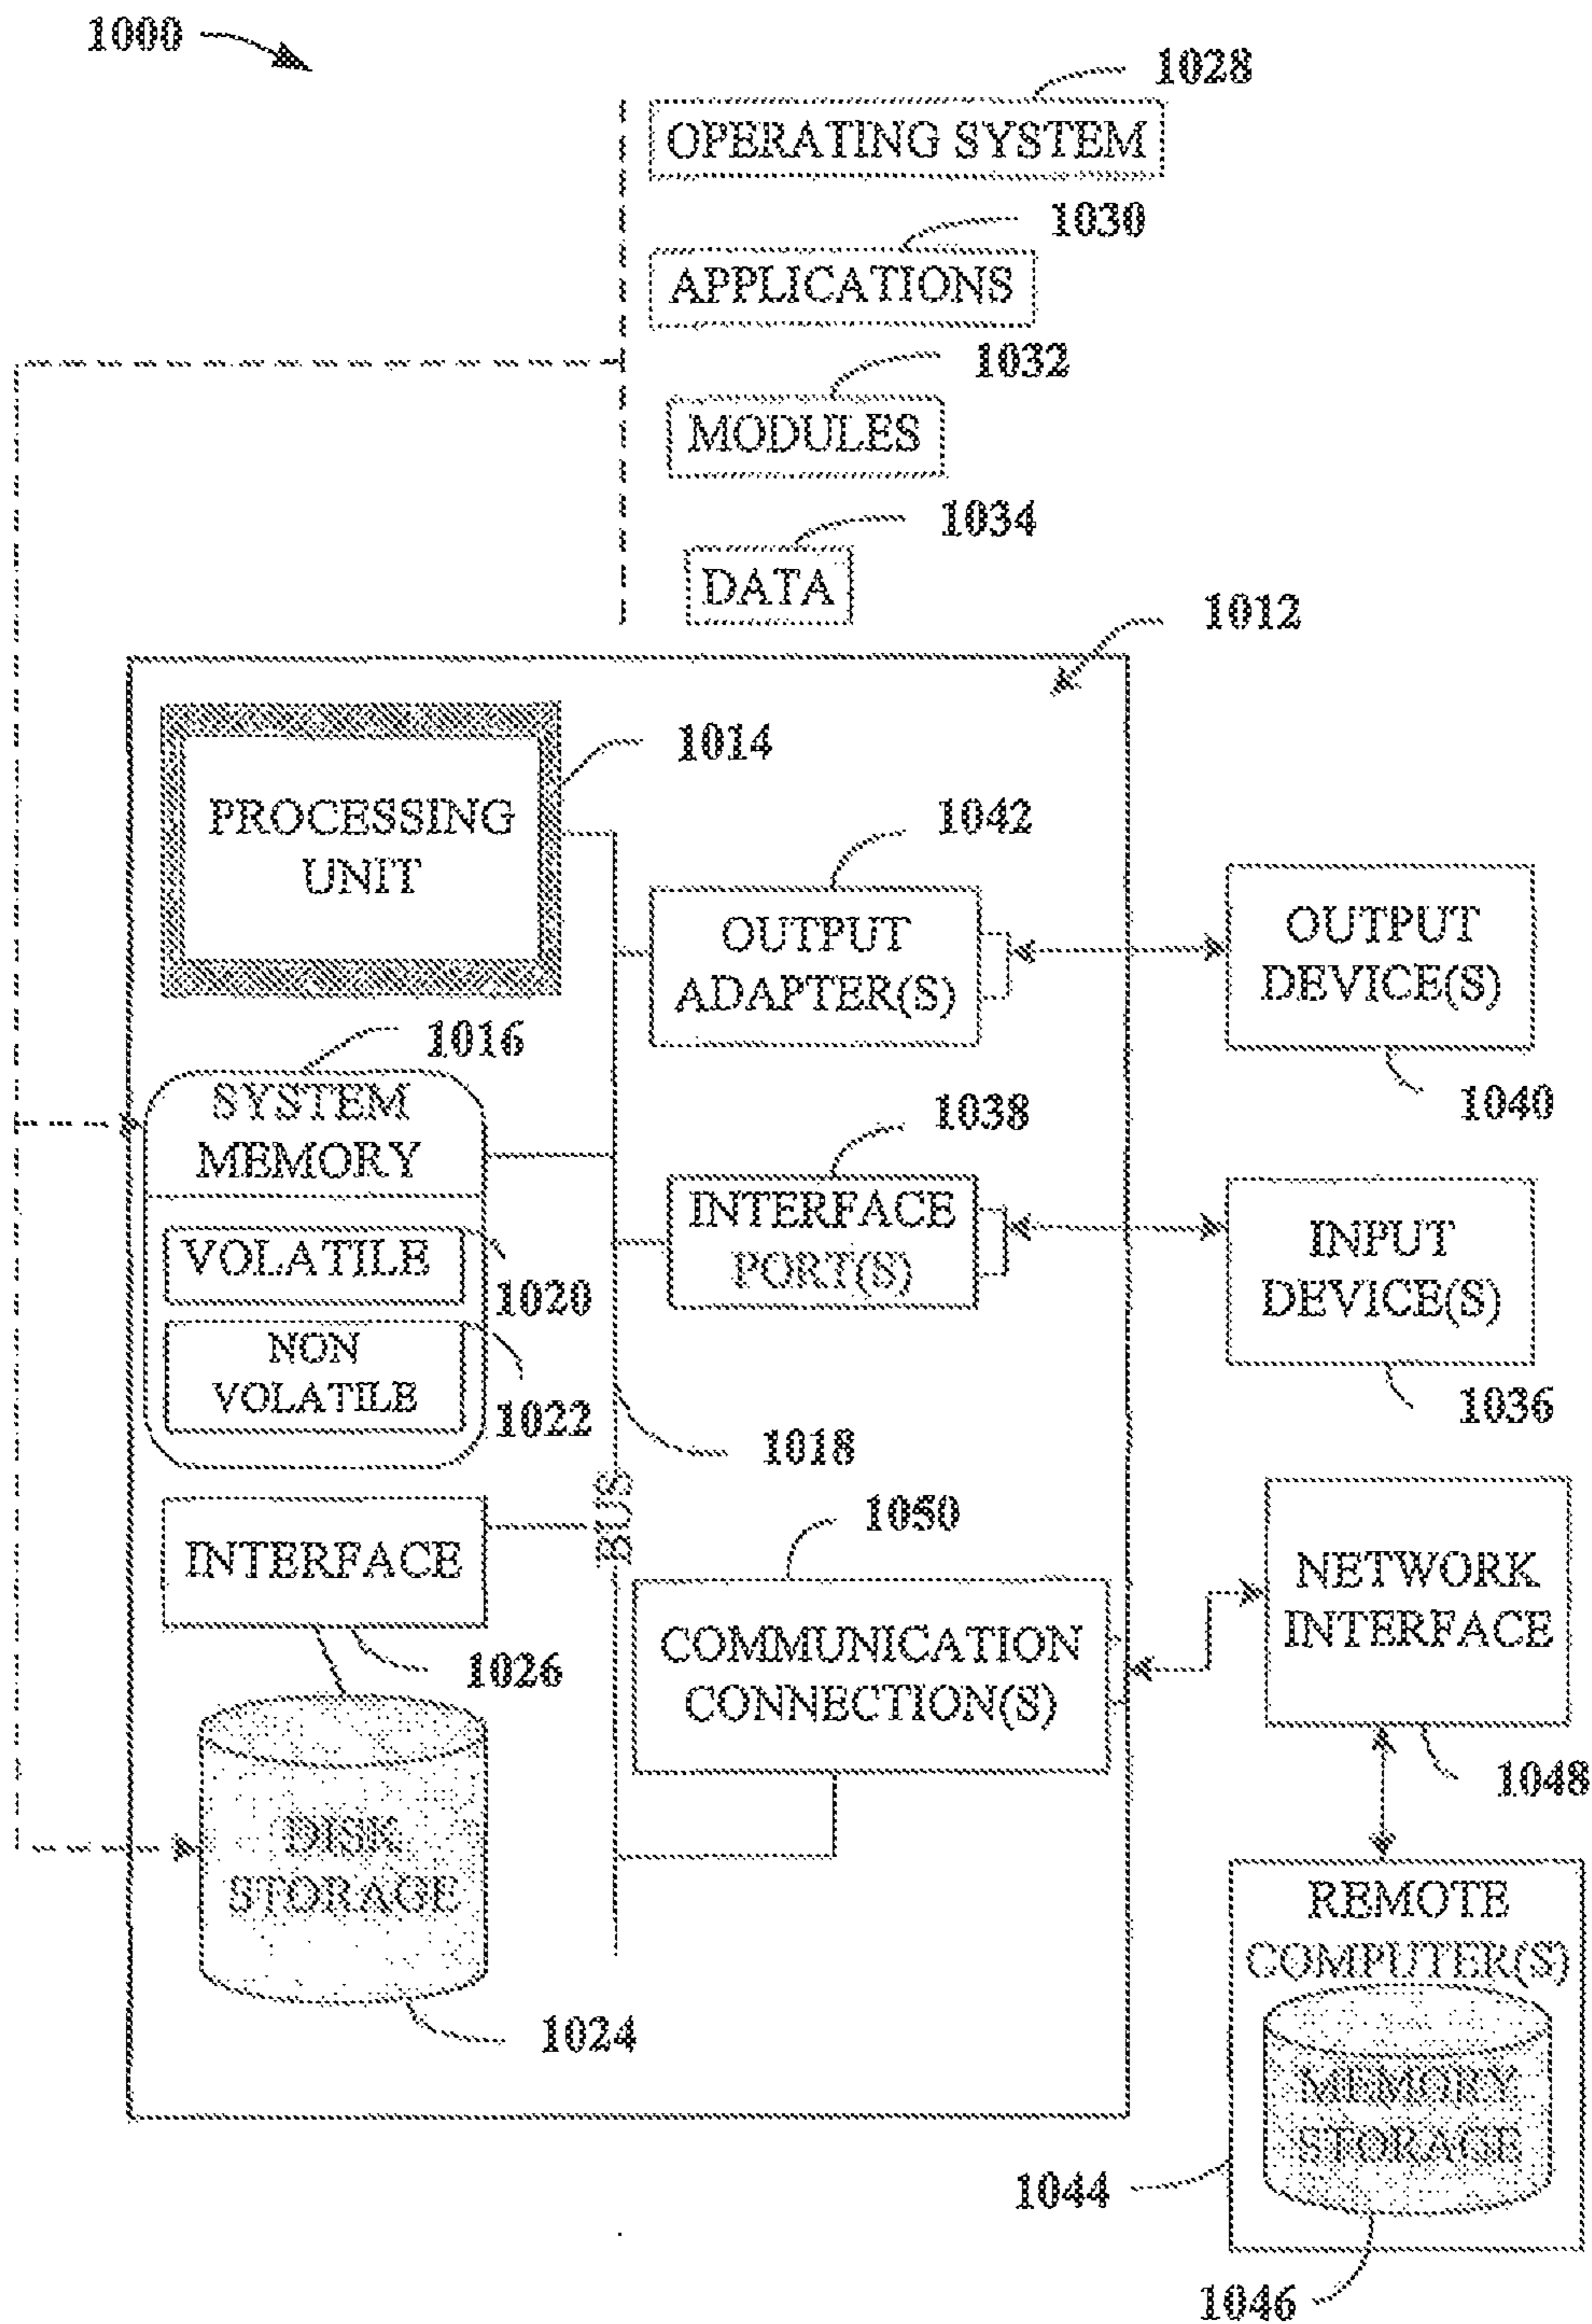 1000
1028
OPERATING SYSTEM
1030
APPLICATIONS
1032
MODULES
1034
DATA
1012
PROCESSING
UNIT
1014
1042
OUTPUT
ADAPTER(S)
OUTPUT
DEVICE(S)
1040
1016
SYSTEM
MEMORY
VOLATILE
1020
NON
VOLATILE
1022
1038
INTERFACE
PORT(S)
INPUT
DEVICE(S)
1036
1018
BUS
INTERFACE
1026
1050
COMMUNICATION
CONNECTION(S)
NETWORK
INTERFACE
1048
DISK
STORAGE
1024
REMOTE
COMPUTER(S)
MEMORY
STORAGE
1044
1046